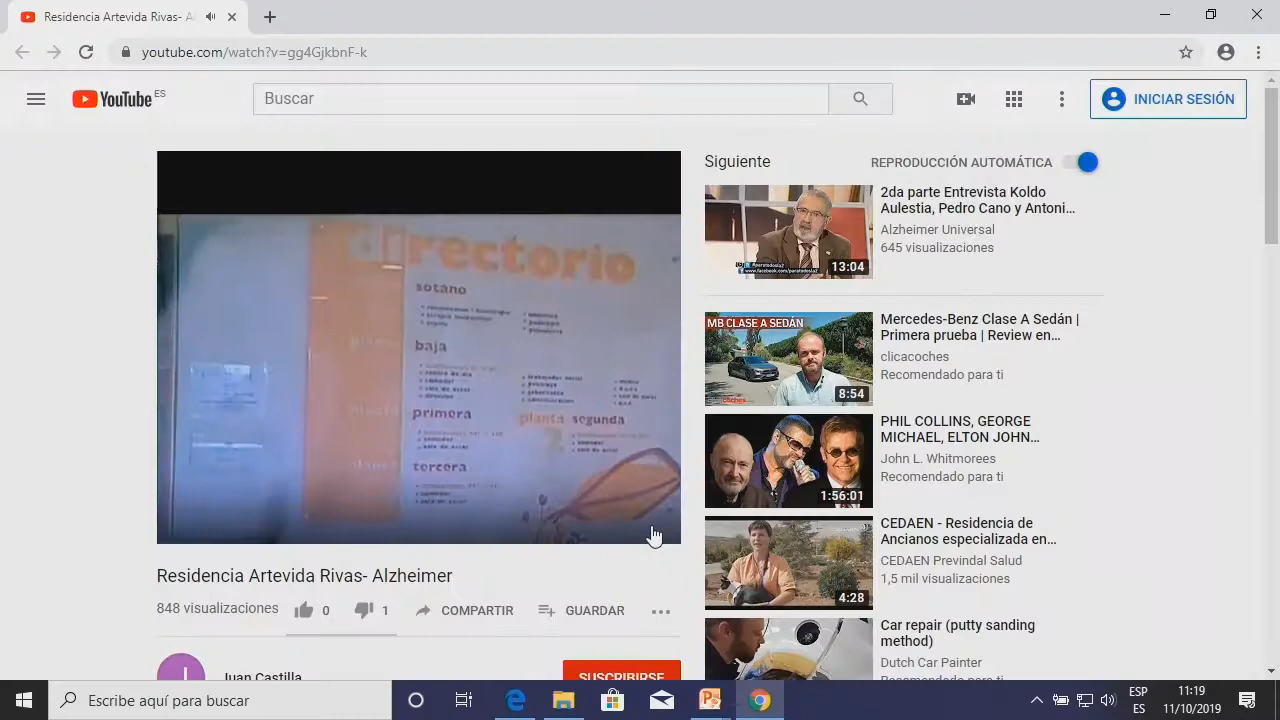 Residencia Artevida Rivas- A
youtube.com/watch?v=gg4GjkbnF-k
YouTube ES
Buscar
INICIAR SESIÓN
sotano
baja
primera
planta segunda
tercera
Residencia Artevida Rivas- Alzheimer
848 visualizaciones
0
1
COMPARTIR
GUARDAR
Juan Castilla
SUSCRIBIRSE
Siguiente
REPRODUCCIÓN AUTOMÁTICA
13:04
2da parte Entrevista Koldo
Aulestia, Pedro Cano y Antoni…
Alzheimer Universal
645 visualizaciones
MB CLASE A SEDÁN
8:54
Mercedes-Benz Clase A Sedán |
Primera prueba | Review en…
clicacoches
Recomendado para ti
1:56:01
PHIL COLLINS, GEORGE
MICHAEL, ELTON JOHN…
John L. Whitmorees
Recomendado para ti
4:28
CEDAEN - Residencia de
Ancianos especializada en…
CEDAEN Previndal Salud
1,5 mil visualizaciones
Car repair (putty sanding
method)
Dutch Car Painter
Recomendado para ti
Escribe aquí para buscar
ESP
ES
11:19
11/10/2019